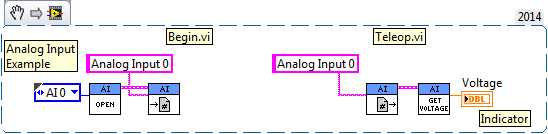 2014
Begin.vi
Teleop.vi
Analog Input
Example
Analog Input 0
Analog Input 0
AI 0
AI
OPEN
AI
AI
AI
GET
VOLTAGE
Voltage
DBL
Indicator